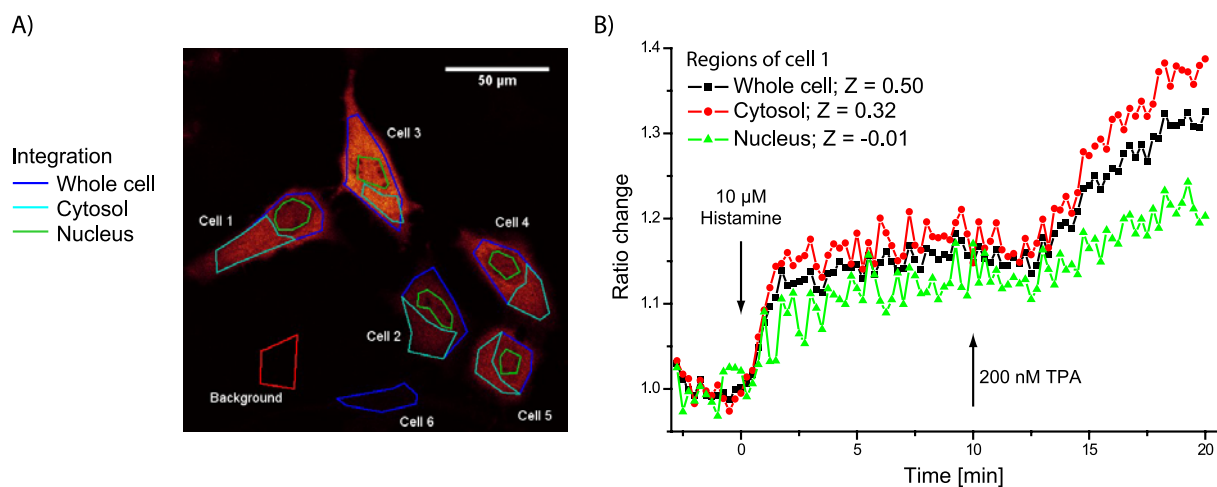 A)
Integration
Whole cell
Cytosol
Nucleus
50 µm
Cell 3
Cell 1
Cell 4
Cell 2
Background
Cell 6
Cell 5
B)
Ratio change
1.4
1.3
1.2
1.1
1.0
Regions of cell 1
Whole cell; Z = 0.50
Cytosol; Z = 0.32
Nucleus; Z = -0.01
10 µM
Histamine
200 nM TPA
0
5
10
15
20
Time [min]